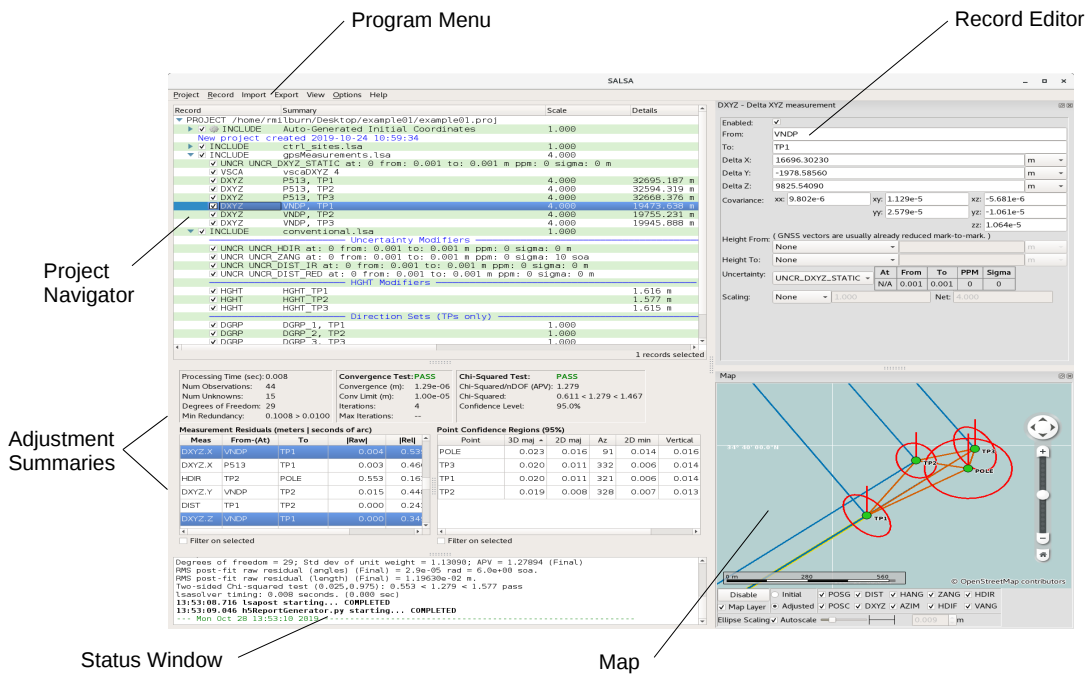 Program Menu
Record Editor
SALSA
Project Record Import Export View Options Help
Record Summary Scale Details
PROJECT /home/rmilburn/Desktop/example01/example01.proj
INCLUDE Auto-Generated Initial Coordinates 1.000
New project created 2019-10-24 10:59:34
INCLUDE ctrl_sites.lsa 1.000
INCLUDE gpsMeasurements.lsa 4.000
UNCR UNCR_DXYZ_STATIC at: 0 from: 0.001 to: 0.001 m ppm: 0 sigma: 0 m
VSCA vscaDXYZ 4
DXYZ P513, TP1 4.000 32695.187 m
DXYZ P513, TP2 4.000 32594.319 m
DXYZ P513, TP3 4.000 32668.376 m
DXYZ VNDP, TP1 4.000 19473.638 m
DXYZ VNDP, TP2 4.000 19755.231 m
DXYZ VNDP, TP3 4.000 19945.888 m
INCLUDE conventional.lsa 1.000
Uncertainty Modifiers
UNCR UNCR_HDIR at: 0 from: 0.001 to: 0.001 m ppm: 0 sigma: 0 m
UNCR UNCR_ZANG at: 0 from: 0.001 to: 0.001 m ppm: 0 sigma: 10 soa
UNCR UNCR_DIST_IR at: 0 from: 0.001 to: 0.001 m ppm: 0 sigma: 0 m
UNCR UNCR_DIST_RED at: 0 from: 0.001 to: 0.001 m ppm: 0 sigma: 0 m
HGHT Modifiers
HGHT HGHT_TP1 1.616 m
HGHT HGHT_TP2 1.577 m
HGHT HGHT_TP3 1.615 m
Direction Sets (TPs only)
DGRP DGRP_1, TP1 1.000
DGRP DGRP_2, TP2 1.000
DGRP DGRP_3, TP3 1.000
1 records selected
Project
Navigator
DXYZ - Delta XYZ measurement
Enabled:
From: VNDP
To: TP1
Delta X: 16696.30230 m
Delta Y: -1978.58560 m
Delta Z: 9825.54090 m
Covariance: xx: 9.802e-6 xy: 1.129e-5 xz: -5.681e-6
yy: 2.579e-5 yz: -1.061e-5
zz: 1.064e-5
( GNSS vectors are usually already reduced mark-to-mark. )
Height From: None m
Height To: None m
Uncertainty: UNCR_DXYZ_STATIC At From To PPM Sigma
N/A 0.001 0.001 0 0
Scaling: None 1.000 Net: 4.000
Processing Time (sec): 0.008 Convergence Test: PASS Chi-Squared Test: PASS
Num Observations: 44 Convergence (m): 1.29e-06 Chi-Squared/nDOF (APV): 1.279
Num Unknowns: 15 Conv Limit (m): 1.00e-05 Chi-Squared: 0.611 < 1.279 < 1.467
Degrees of Freedom: 29 Iterations: 4 Confidence Level: 95.0%
Min Redundancy: 0.1008 > 0.0100 Max Iterations: --
Adjustment
Summaries
Measurement Residuals (meters | seconds of arc)
Meas From-(At) To |Raw| |Rel|
DXYZ.X VNDP TP1 0.004 0.53
DXYZ.X P513 TP1 0.003 0.46
HDIR TP2 POLE 0.553 0.16
DXYZ.Y VNDP TP2 0.015 0.44
DIST TP1 TP2 0.000 0.24
DXYZ.Z VNDP TP1 0.000 0.34
Filter on selected
Point Confidence Regions (95%)
Point 3D maj 2D maj Az 2D min Vertical
POLE 0.023 0.016 91 0.014 0.016
TP3 0.020 0.011 332 0.006 0.014
TP1 0.020 0.011 321 0.006 0.014
TP2 0.019 0.008 328 0.007 0.013
Filter on selected
Degrees of freedom = 29; Std dev of unit weight = 1.13090; APV = 1.27894 (Final)
RMS post-fit raw residual (angles) (Final) = 2.9e-05 rad = 6.0e+00 soa.
RMS post-fit raw residual (length) (Final) = 1.19630e-02 m.
Two-sided Chi-squared test (0.025,0.975): 0.553 < 1.279 < 1.577 pass
lsasolver timing: 0.008 seconds. (0.000 sec)
13:53:08.716 lsapost starting... COMPLETED
13:53:09.046 h5ReportGenerator.py starting... COMPLETED
--- Mon Oct 28 13:53:10 2019
Map
TP3
TP2
POLE
TP1
0 m 280 560
© OpenStreetMap contributors
Disable Initial POSG DIST HANG ZANG HDIR
Map Layer Adjusted POSC DXYZ AZIM HDIF VANG
Ellipse Scaling Autoscale 0.009 m
Status Window
Map